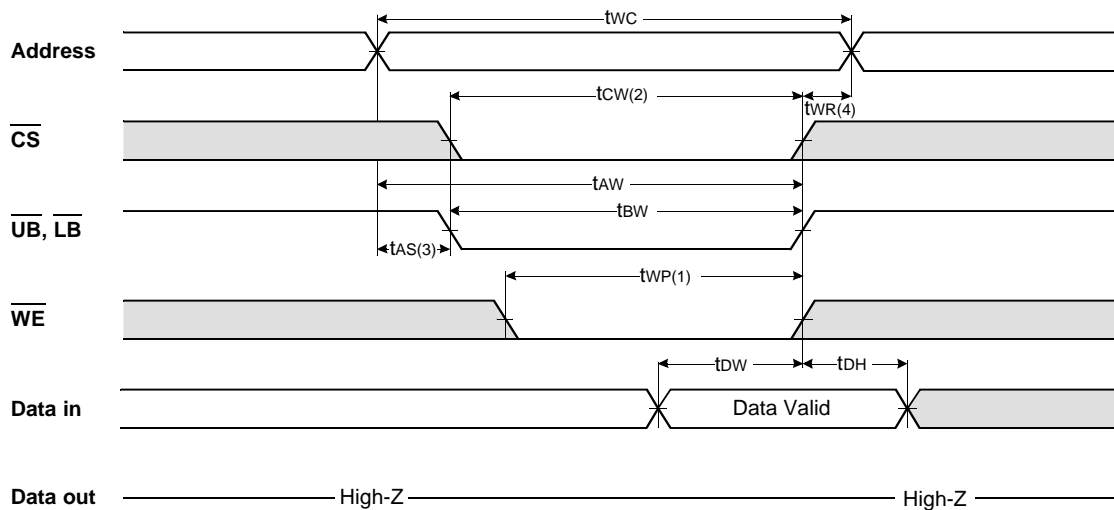 tWC
Address
tCW(2)
tWR(4)
CS
tAW
tBW
UB, LB
tAS(3)
tWP(1)
WE
tDW
tDH
Data in
Data Valid
Data out
High-Z
High-Z